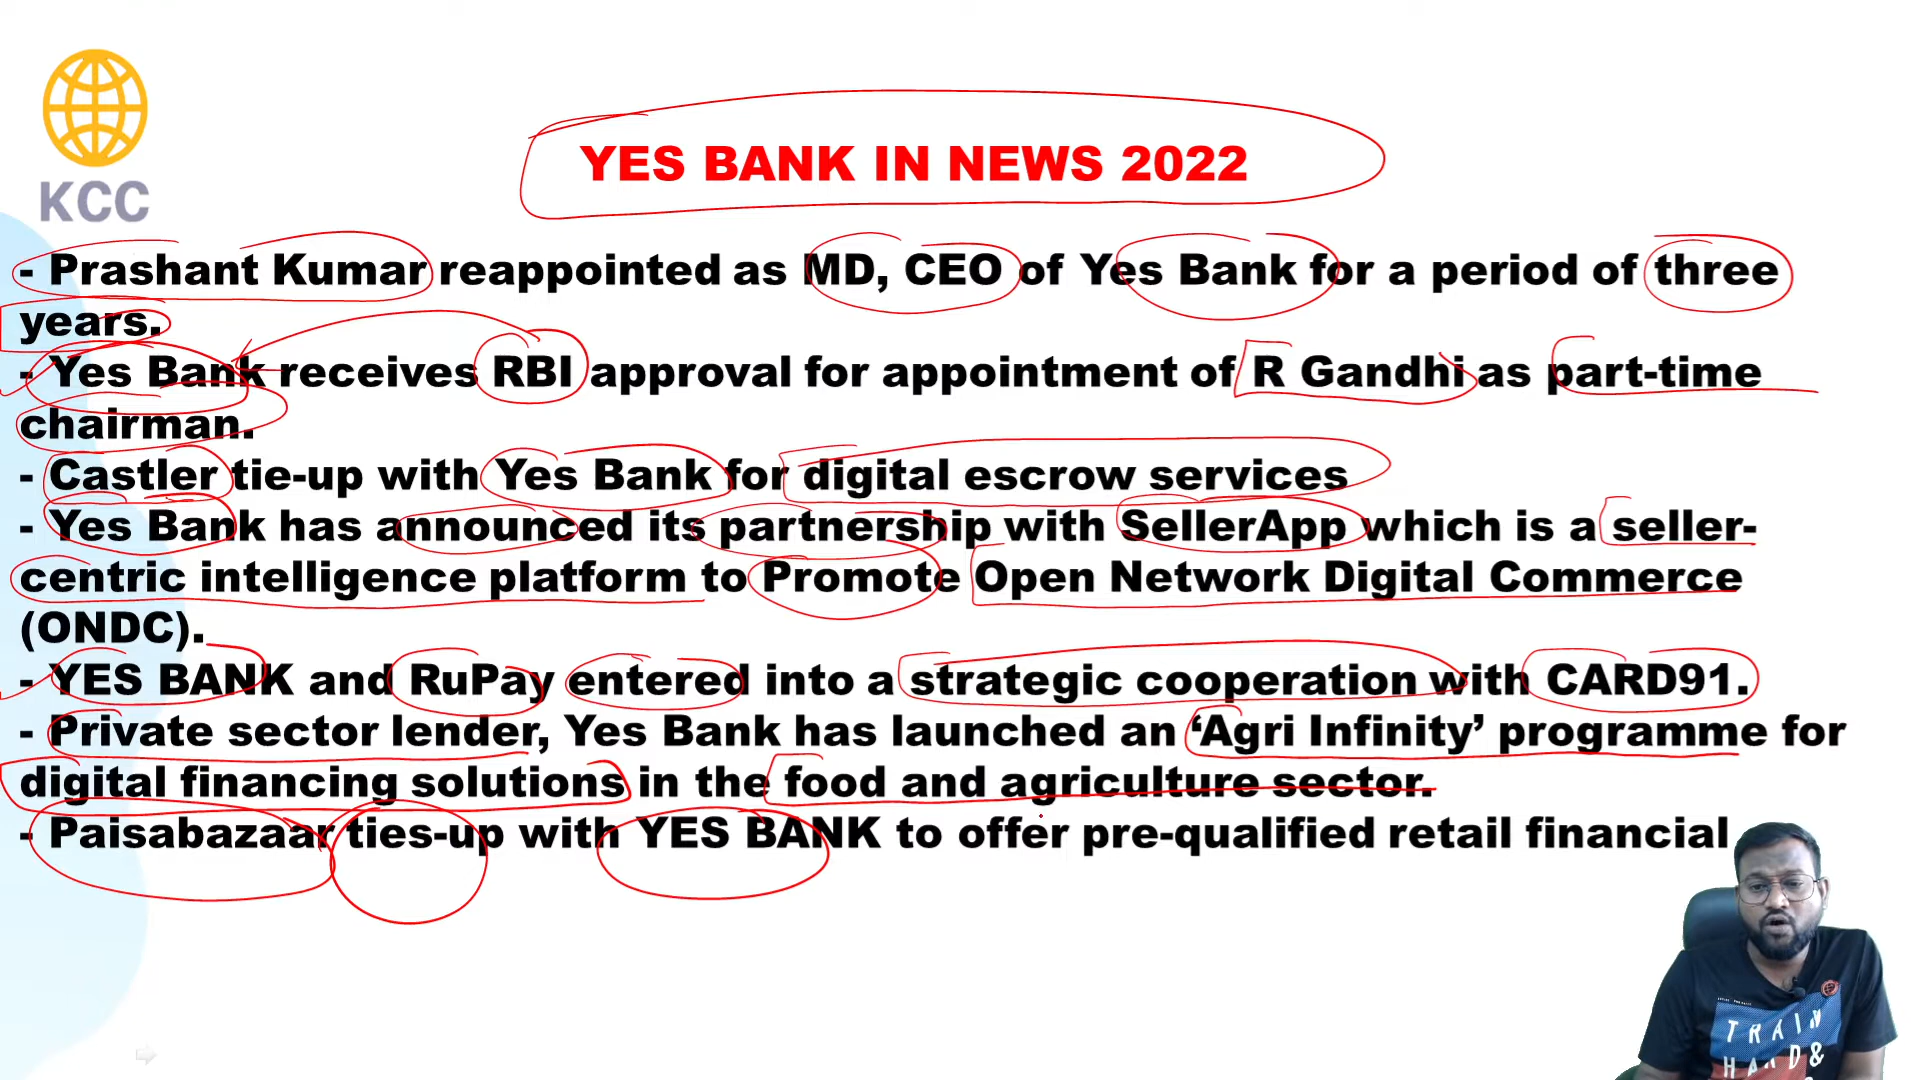 KCC
YES BANK IN NEWS 2022
- Prashant Kumar reappointed as MD, CEO of Yes Bank for a period of three
years.
- Yes Bank receives RBI approval for appointment of R Gandhi as part-time
chairman.
- Castler tie-up with Yes Bank for digital escrow services
- Yes Bank has announced its partnership with SellerApp which is a seller-
centric intelligence platform to Promote Open Network Digital Commerce
(ONDC).
- YES BANK and RuPay entered into a strategic cooperation with CARD91.
- Private sector lender, Yes Bank has launched an ‘Agri Infinity’ programme for
digital financing solutions in the food and agriculture sector.
- Paisabazaar ties-up with YES BANK to offer pre-qualified retail financial
TRAIN
HARD&